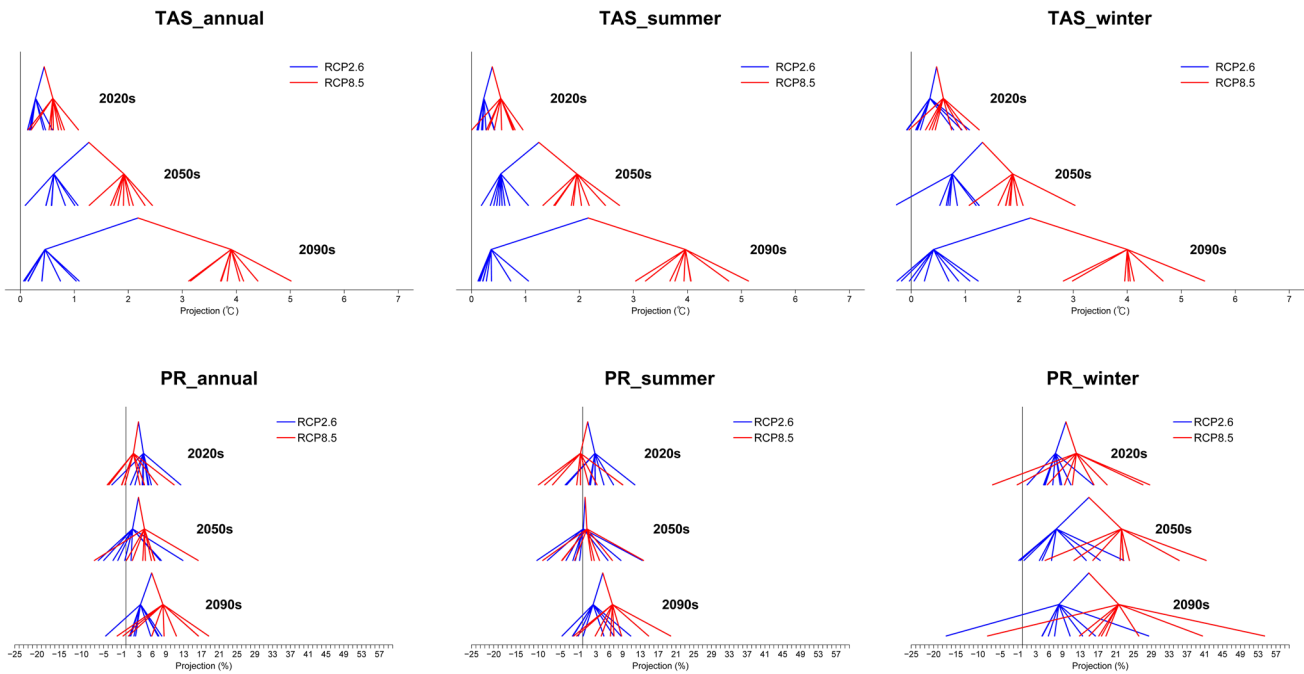 TAS_annual TAS_summer TAS_winter
RCP2.6 RCP2.6 RCP2.6
RCP8.5 RCP8.5 RCP8.5
2020s 2020s 2020s
2050s 2050s 2050s
2090s 2090s 2090s
0 1 2 3 4 5 6 7 0 1 2 3 4 5 6 7 0 1 2 3 4 5 6 7
Projection (℃) Projection (℃) Projection (℃)
PR_annual PR_summer PR_winter
RCP2.6 RCP2.6 RCP2.6
RCP8.5 RCP8.5 RCP8.5
2020s 2020s 2020s
2050s 2050s 2050s
2090s 2090s 2090s
−25 −20 −15 −10 −5 −1 3 6 9 13 17 21 25 29 33 37 41 45 49 53 57 −25 −20 −15 −10 −5 −1 3 6 9 13 17 21 25 29 33 37 41 45 49 53 57 −25 −20 −15 −10 −5 −1 3 6 9 13 17 21 25 29 33 37 41 45 49 53 57
Projection (%) Projection (%) Projection (%)